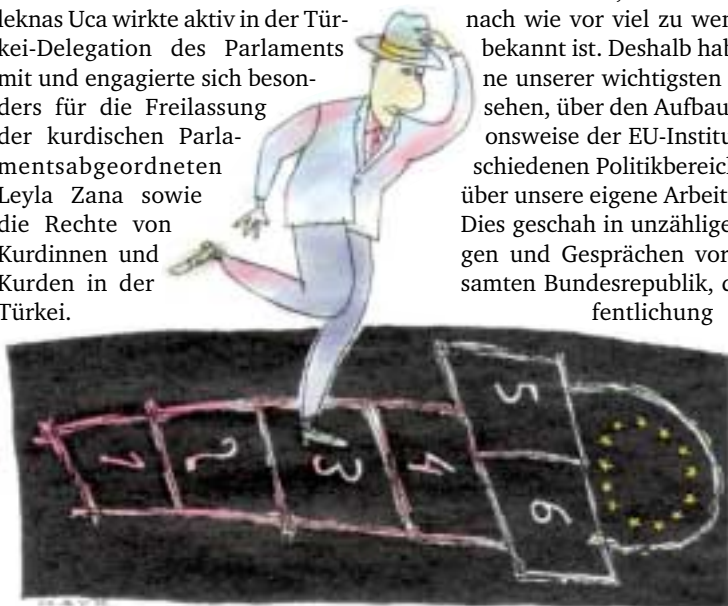 leknas Uca wirkte aktiv in der Tür-
kei-Delegation des Parlaments
mit und engagierte sich beson-
ders für die Freilassung
der kurdischen Parla-
mentsabgeordneten
Leyla Zana sowie
die Rechte von
Kurdinnen und
Kurden in der
Türkei.
nach wie vor viel zu wer
bekannt ist. Deshalb hab
ne unserer wichtigsten
sehen, über den Aufbau
onsweise der EU-Institu
schiedenen Politikbereich
über unsere eigene Arbeit
Dies geschah in unzählige
gen und Gesprächen vor
samten Bundesrepublik, d
fentlichung
1 2 3 4 5 6